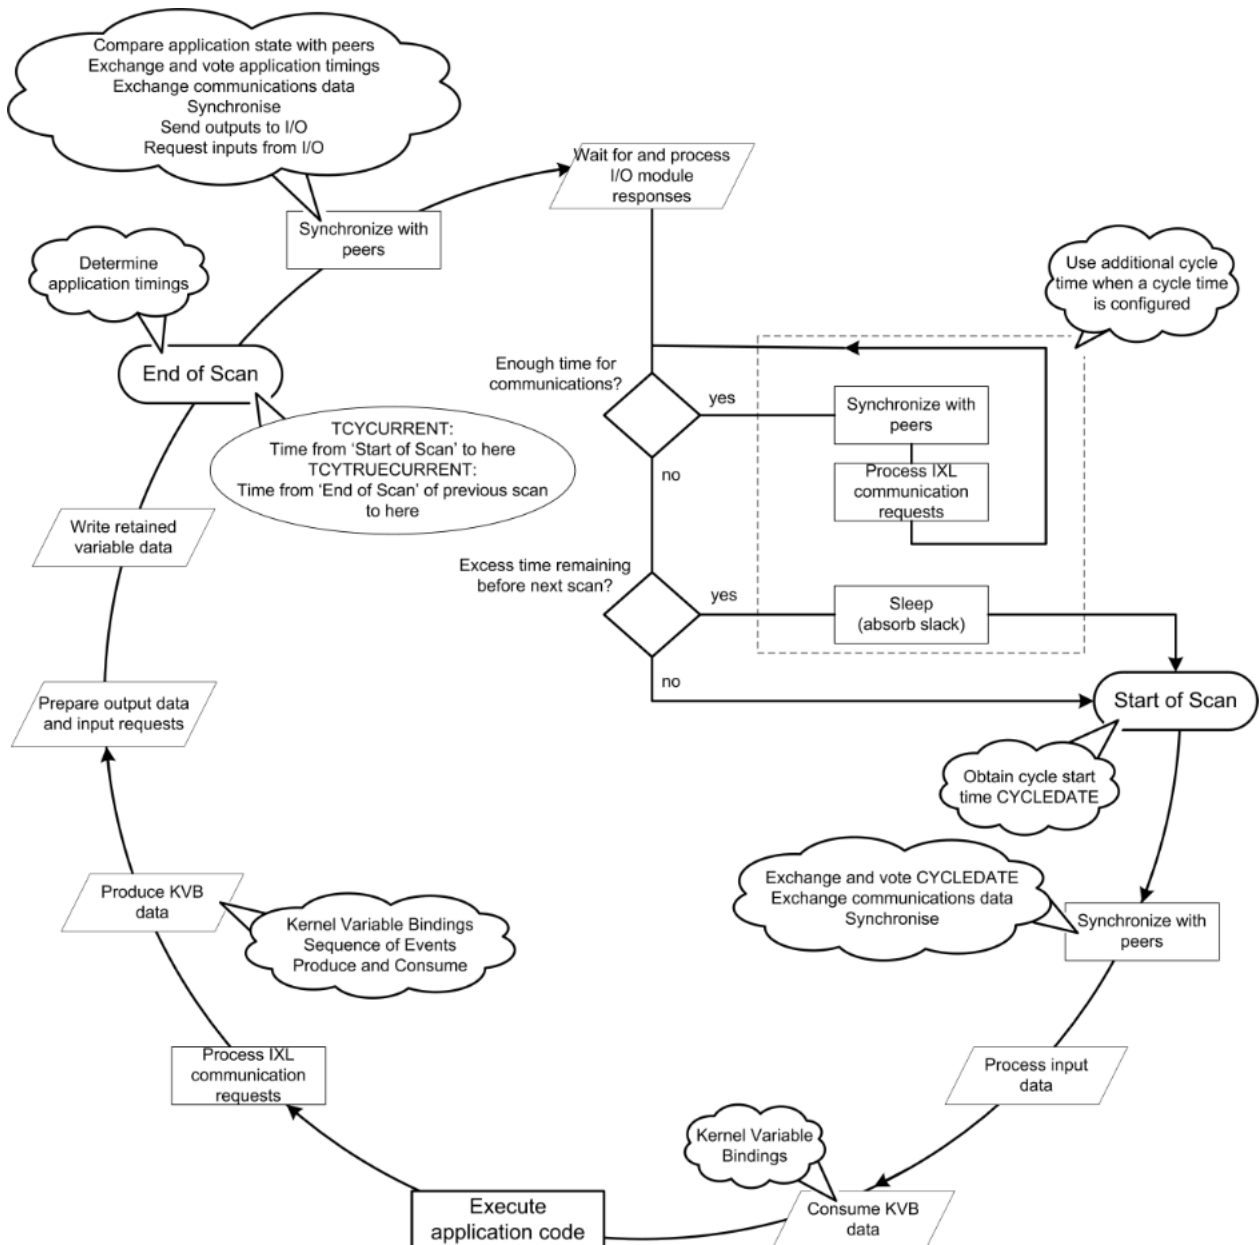 Compare application state with peers
Exchange and vote application timings
Exchange communications data
Synchronise
Send outputs to I/O
Request inputs from I/O
Wait for and process
I/O module
responses
Synchronize with
peers
Determine
application timings
Use additional cycle
time when a cycle time
is configured
End of Scan
Enough time for
communications?
yes
Synchronize with
peers
TCYCURRENT:
Time from ‘Start of Scan’ to here
TCYTRUECURRENT:
Time from ‘End of Scan’ of previous scan
to here
no
Process IXL
communication
requests
Write retained
variable data
Excess time remaining
before next scan?
yes
Sleep
(absorb slack)
no
Prepare output data
and input requests
Start of Scan
Obtain cycle start
time CYCLEDATE
Exchange and vote CYCLEDATE
Exchange communications data
Synchronise
Synchronize with
peers
Produce KVB
data
Kernel Variable Bindings
Sequence of Events
Produce and Consume
Process IXL
communication
requests
Process input
data
Kernel Variable
Bindings
Execute
application code
Consume KVB
data